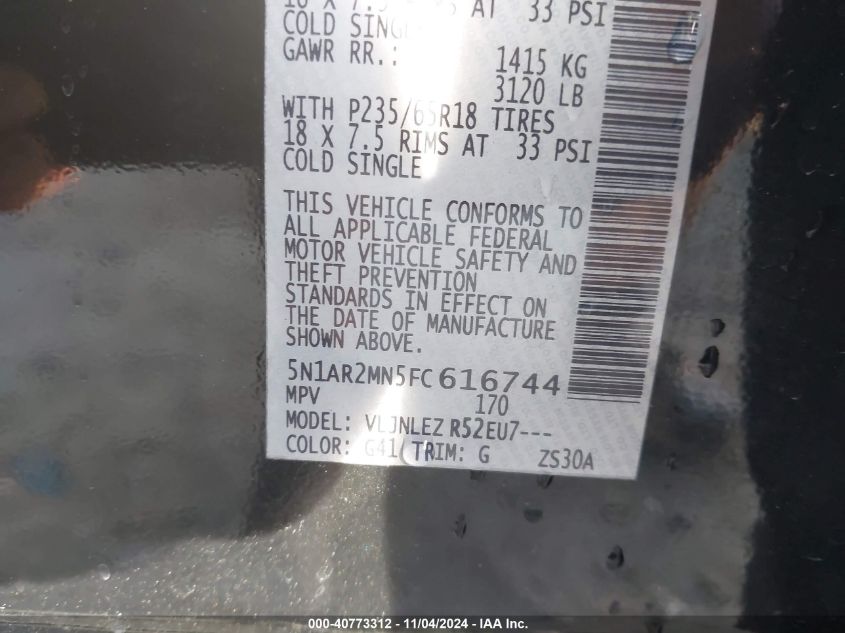 AT 33 PSI
COLD SINGLE
GAWR RR.: 1415 KG
3120 LB
WITH P235/65R18 TIRES
18 X 7.5 RIMS AT 33 PSI
COLD SINGLE
THIS VEHICLE CONFORMS TO
ALL APPLICABLE FEDERAL
MOTOR VEHICLE SAFETY AND
THEFT PREVENTION
STANDARDS IN EFFECT ON
THE DATE OF MANUFACTURE
SHOWN ABOVE.
5N1AR2MN5FC616744
MPV 170
MODEL: VLJNLEZ R52EU7---
COLOR: G41 TRIM: G ZS30A
000-40773312 - 11/04/2024 - IAA Inc.